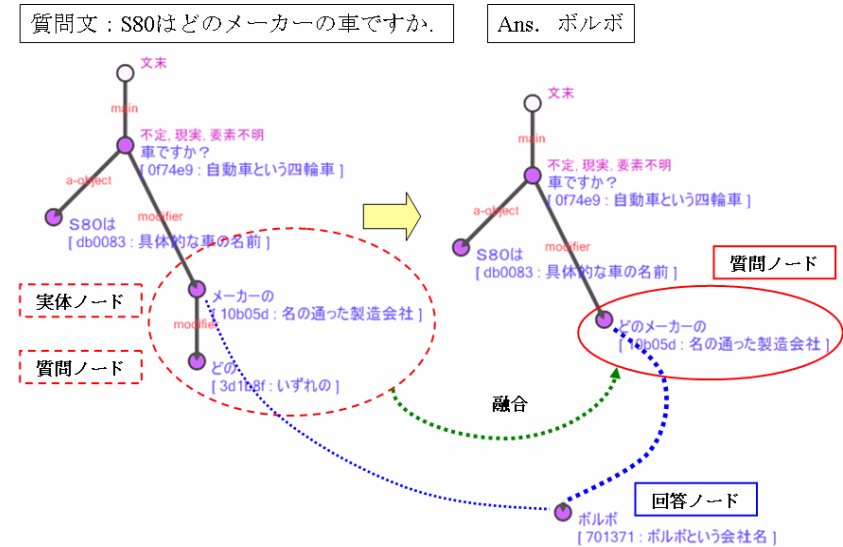 質問文：S80はどのメーカーの車ですか.
Ans. ボルボ
文末
main
不定, 現実, 要素不明
車ですか？
[ 0f74e9 : 自動車という四輪車 ]
a-object
modifier
S80は
[ db0083 : 具体的な車の名前 ]
実体ノード
メーカーの
[ 10b05d : 名の通った製造会社 ]
modifier
質問ノード
どの
[ 3d1b8f : いずれの ]
文末
main
不定, 現実, 要素不明
車ですか？
[ 0f74e9 : 自動車という四輪車 ]
a-object
modifier
S80は
[ db0083 : 具体的な車の名前 ]
質問ノード
どのメーカーの
[ 10b05d : 名の通った製造会社 ]
融合
回答ノード
ボルボ
[ 701371 : ボルボという会社名 ]